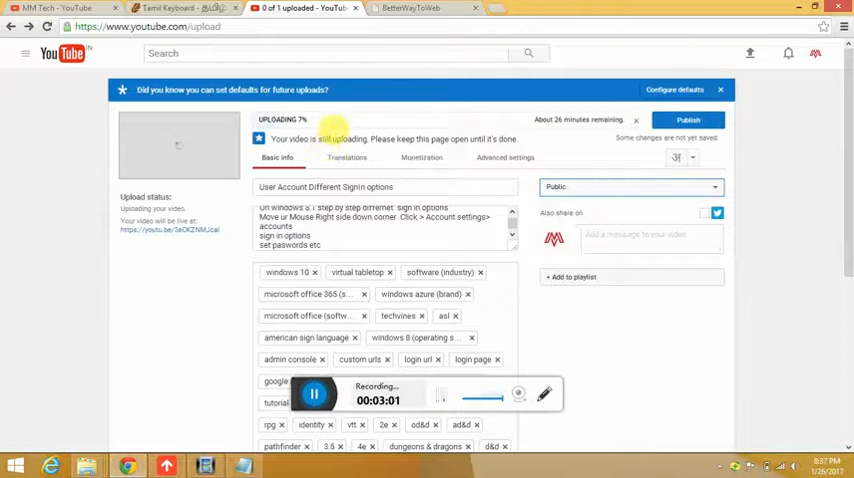 MM Tech - YouTube
Tamil Keyboard - தமிழ்
0 of 1 uploaded - YouTu
BetterWayToWeb
https://www.youtube.com/upload
YouTube IN
Search
Did you know you can set defaults for future uploads?
Configure defaults
UPLOADING 7%
About 26 minutes remaining.
Publish
Your video is still uploading. Please keep this page open until it's done.
Some changes are not yet saved.
Basic info
Translations
Monetization
Advanced settings
अ
Upload status:
Uploading your video.
Your video will be live at:
User Account Different SignIn options
Public
On windows 8.1 step by step differnet sign in options
Move ur Mouse Right side down corner Click > Account settings>
accounts
sign in options
set paswords etc
Also share on
Add a message to your video
+ Add to playlist
windows 10 ×
virtual tabletop ×
software (industry) ×
microsoft office 365 (s... ×
windows azure (brand) ×
microsoft office (softw... ×
techvines ×
asl ×
american sign language ×
windows 8 (operating s... ×
admin console ×
custom urls ×
login url ×
login page ×
google
tutorial
Recording...
00:03:01
rpg ×
identity ×
vtt ×
2e ×
od&d ×
ad&d ×
pathfinder ×
3.5 ×
4e ×
dungeons & dragons ×
d&d ×
8:37 PM
1/26/2017